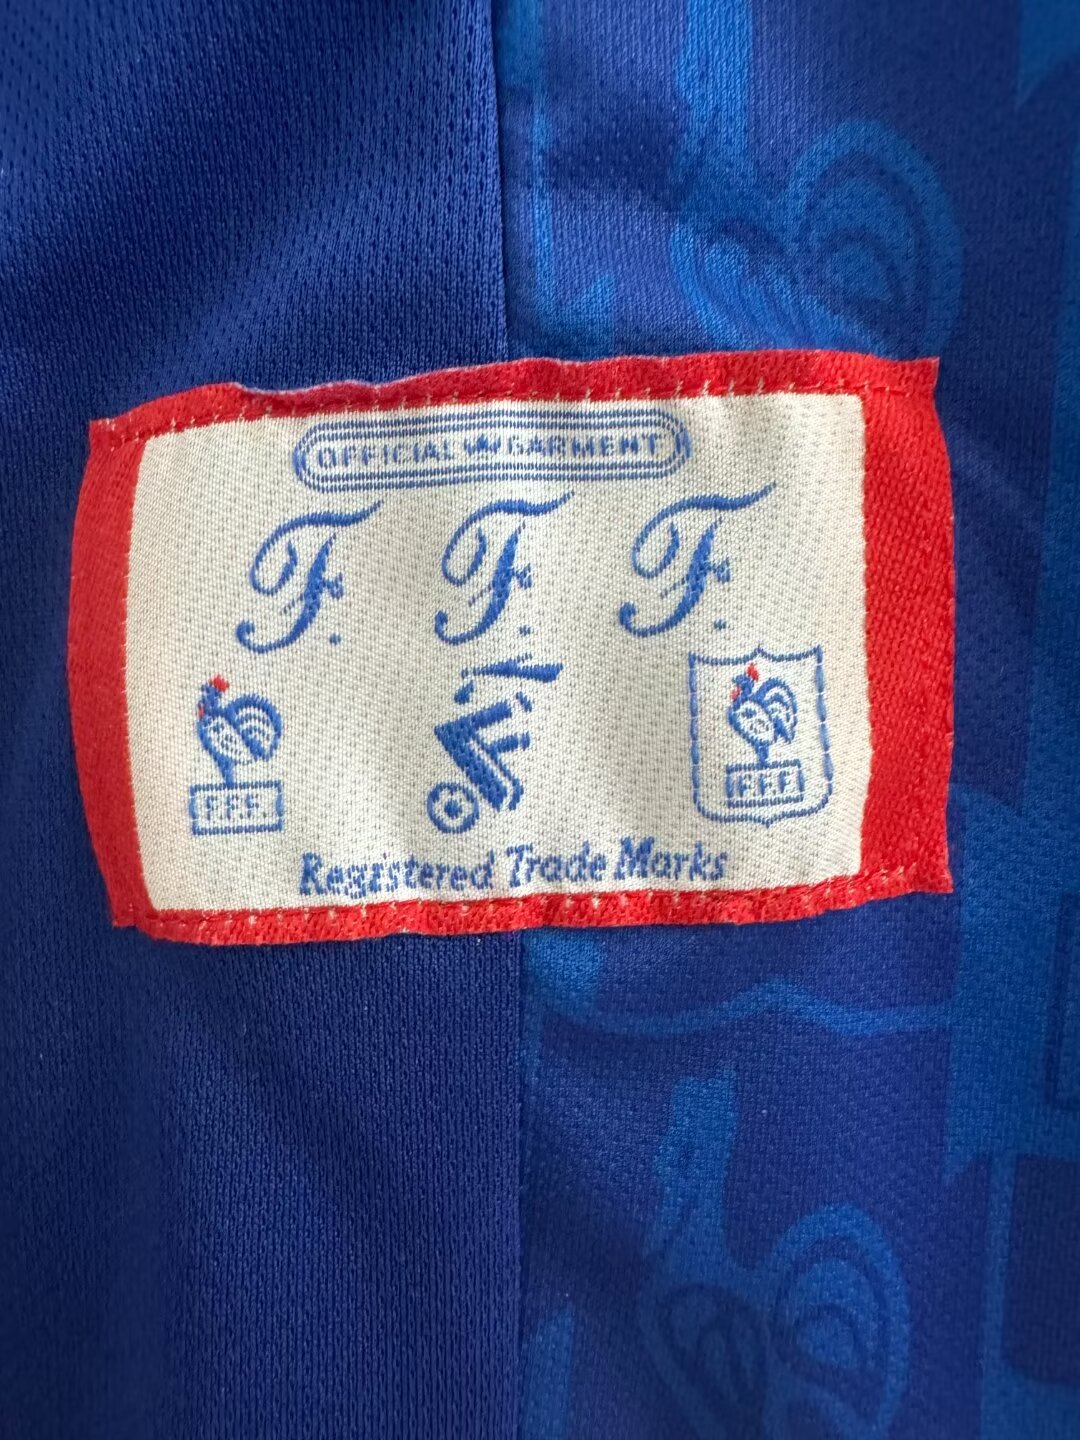 OFFICIAL W GARMENT
F. F. F.
F.F.F. F.F.F.
Registered Trade Marks